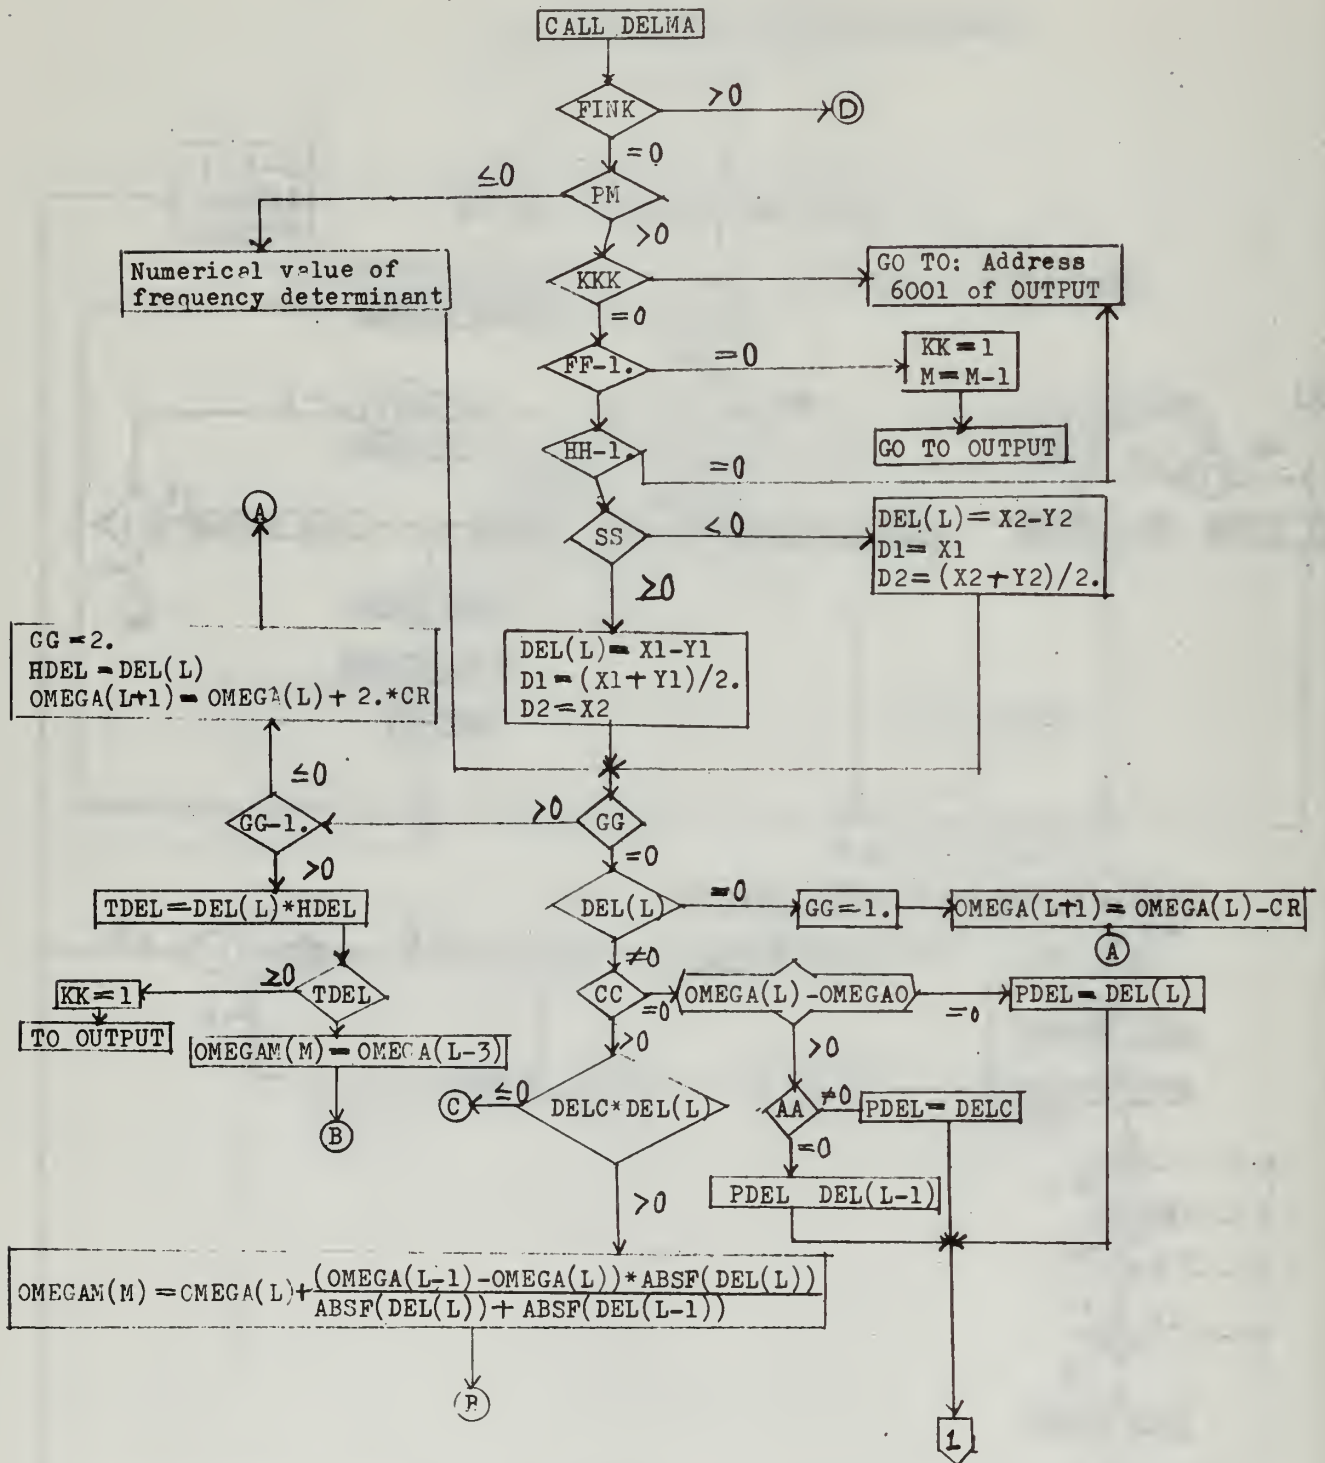 CALL DELMA
FINK
>0
D
=0
≤0
PM
>0
Numerical value of
frequency determinant
KKK
GO TO: Address
6001 of OUTPUT
=0
FF-1.
=0
KK=1
M=M-1
HH-1.
=0
GO TO OUTPUT
A
SS
<0
DEL(L)=X2-Y2
D1=X1
D2=(X2+Y2)/2.
≥0
GG=2.
HDEL=DEL(L)
OMEGA(L+1)=OMEGA(L)+2.*CR
DEL(L)=X1-Y1
D1=(X1+Y1)/2.
D2=X2
≤0
GG-1.
>0
GG
>0
=0
TDEL=DEL(L)*HDEL
DEL(L)
=0
GG=1.
OMEGA(L+1)=OMEGA(L)-CR
A
≠0
≥0
KK=1
TDEL
CC
=0
OMEGA(L)-OMEGAO
=0
PDEL=DEL(L)
TO OUTPUT
OMEGAM(M)=OMEGA(L-3)
>0
>0
C
≤0
DELC*DEL(L)
AA
≠0
PDEL=DELC
B
=0
PDEL DEL(L-1)
>0
OMEGAM(M)=OMEGA(L)+(OMEGA(L-1)-OMEGA(L))*ABSF(DEL(L))
ABSF(DEL(L))+ABSF(DEL(L-1))
B
1